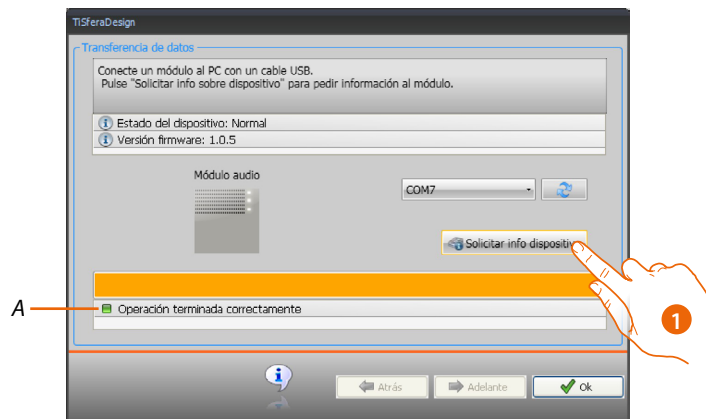 TiSferaDesign
Transferencia de datos
Conecte un módulo al PC con un cable USB.
Pulse "Solicitar info sobre dispositivo" para pedir información al módulo.
Estado del dispositivo: Normal
Versión firmware: 1.0.5
Módulo audio
COM7
Solicitar info dispositiv
A
Operación terminada correctamente
1
Atrás
Adelante
Ok